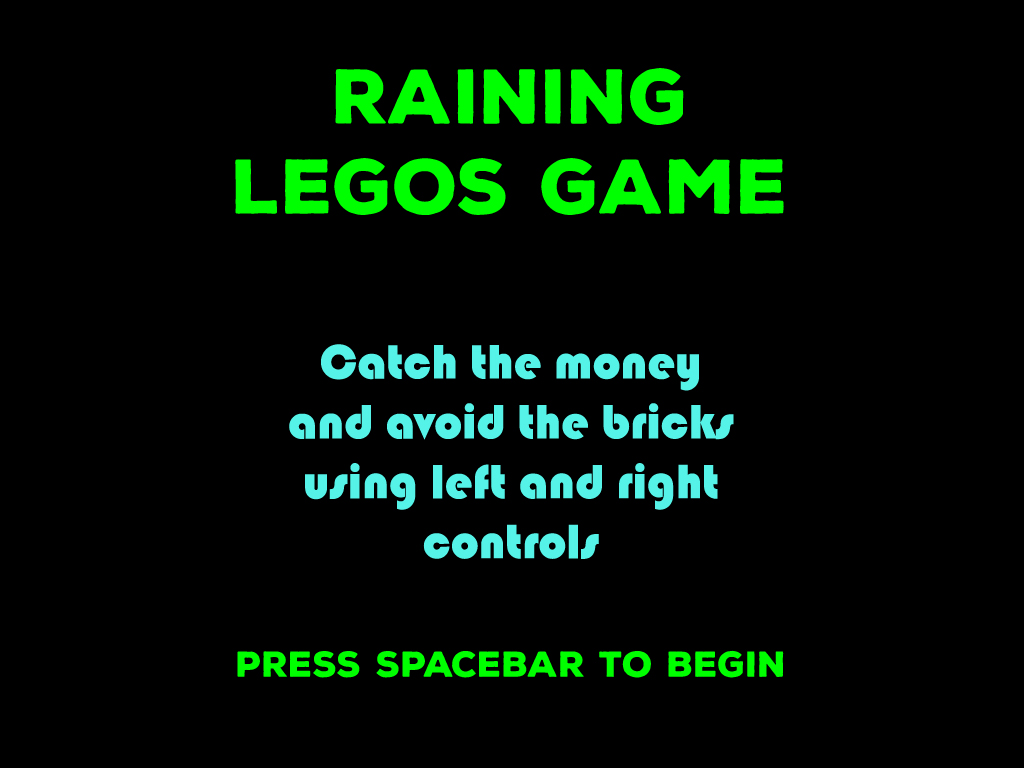 RAINING
LEGOS GAME
Catch the money
and avoid the bricks
using left and right
controls
PRESS SPACEBAR TO BEGIN